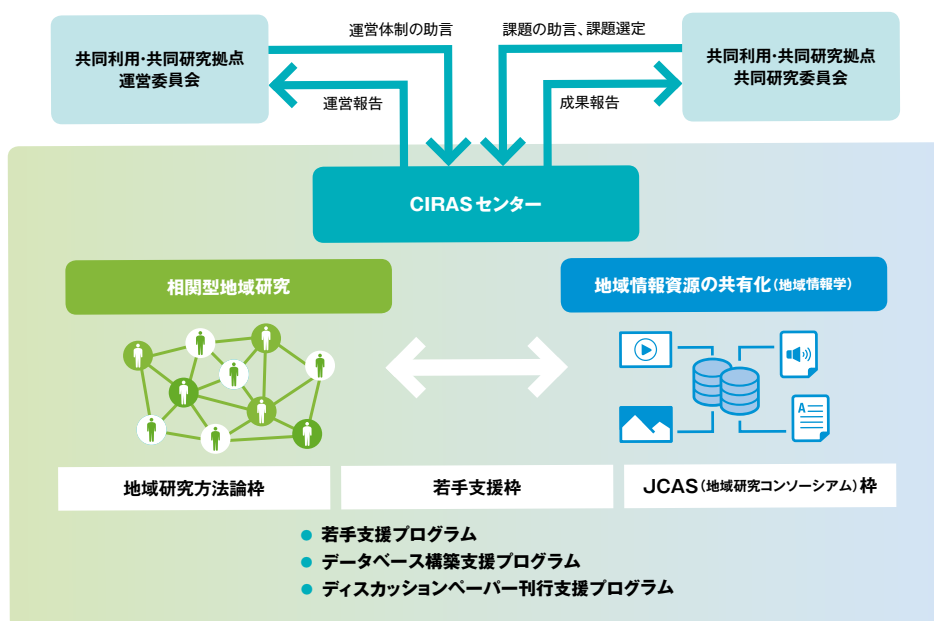 運営体制の助言
課題の助言、課題選定
共同利用・共同研究拠点
運営委員会
共同利用・共同研究拠点
共同研究委員会
運営報告
成果報告
CIRASセンター
相関型地域研究
地域情報資源の共有化(地域情報学)
A
地域研究方法論枠
若手支援枠
JCAS(地域研究コンソーシアム)枠
● 若手支援プログラム
● データベース構築支援プログラム
● ディスカッションペーパー刊行支援プログラム